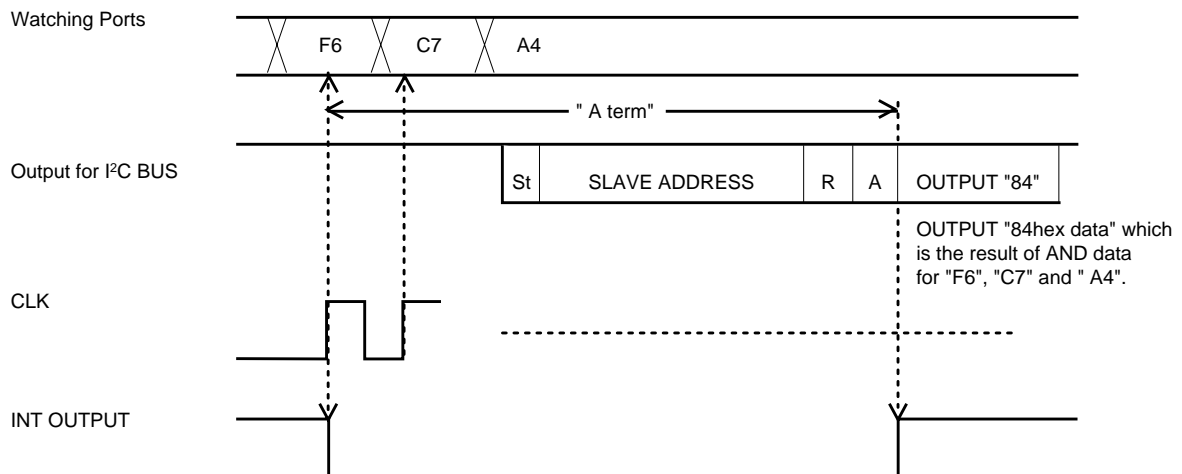 Watching Ports
F6
C7
A4
" A term"
Output for I²C BUS
St
SLAVE ADDRESS
R
A
OUTPUT "84"
OUTPUT "84hex data" which
is the result of AND data
for "F6", "C7" and " A4".
CLK
INT OUTPUT